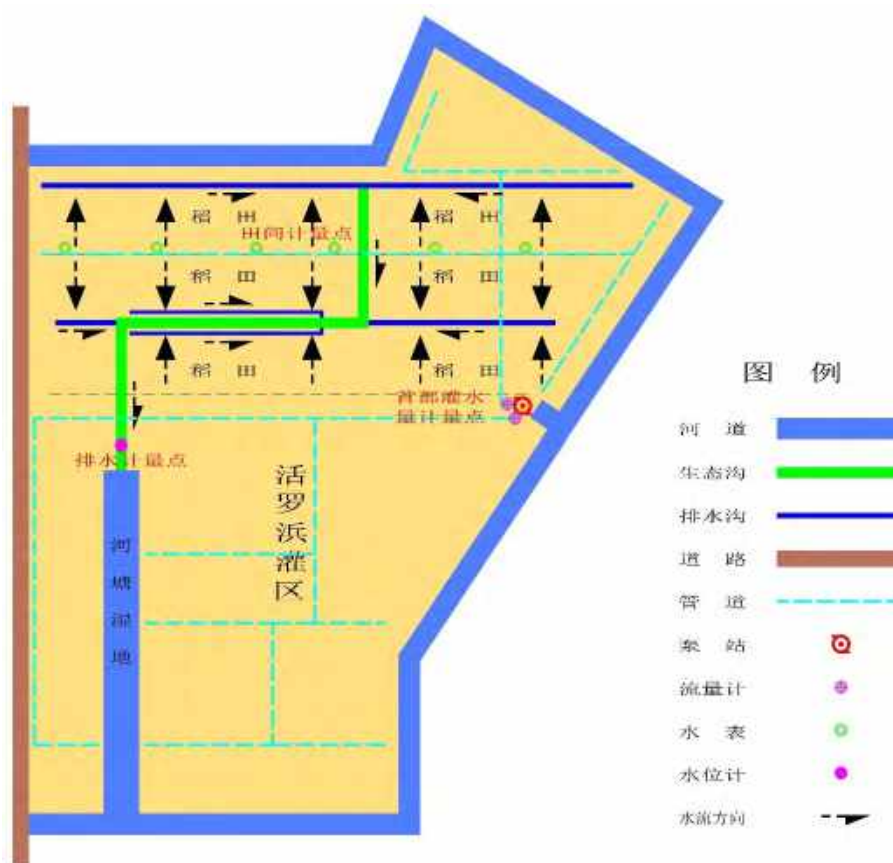 稻 田
稻 田
田间计量点
稻 田
稻 田
稻 田
稻 田
首部灌水
量计量点
排水计量点
活罗浜灌区
河塘湿地
图 例
河 道
生态沟
排水沟
道 路
管 道
泵 站
流量计
水 表
水位计
水流方向